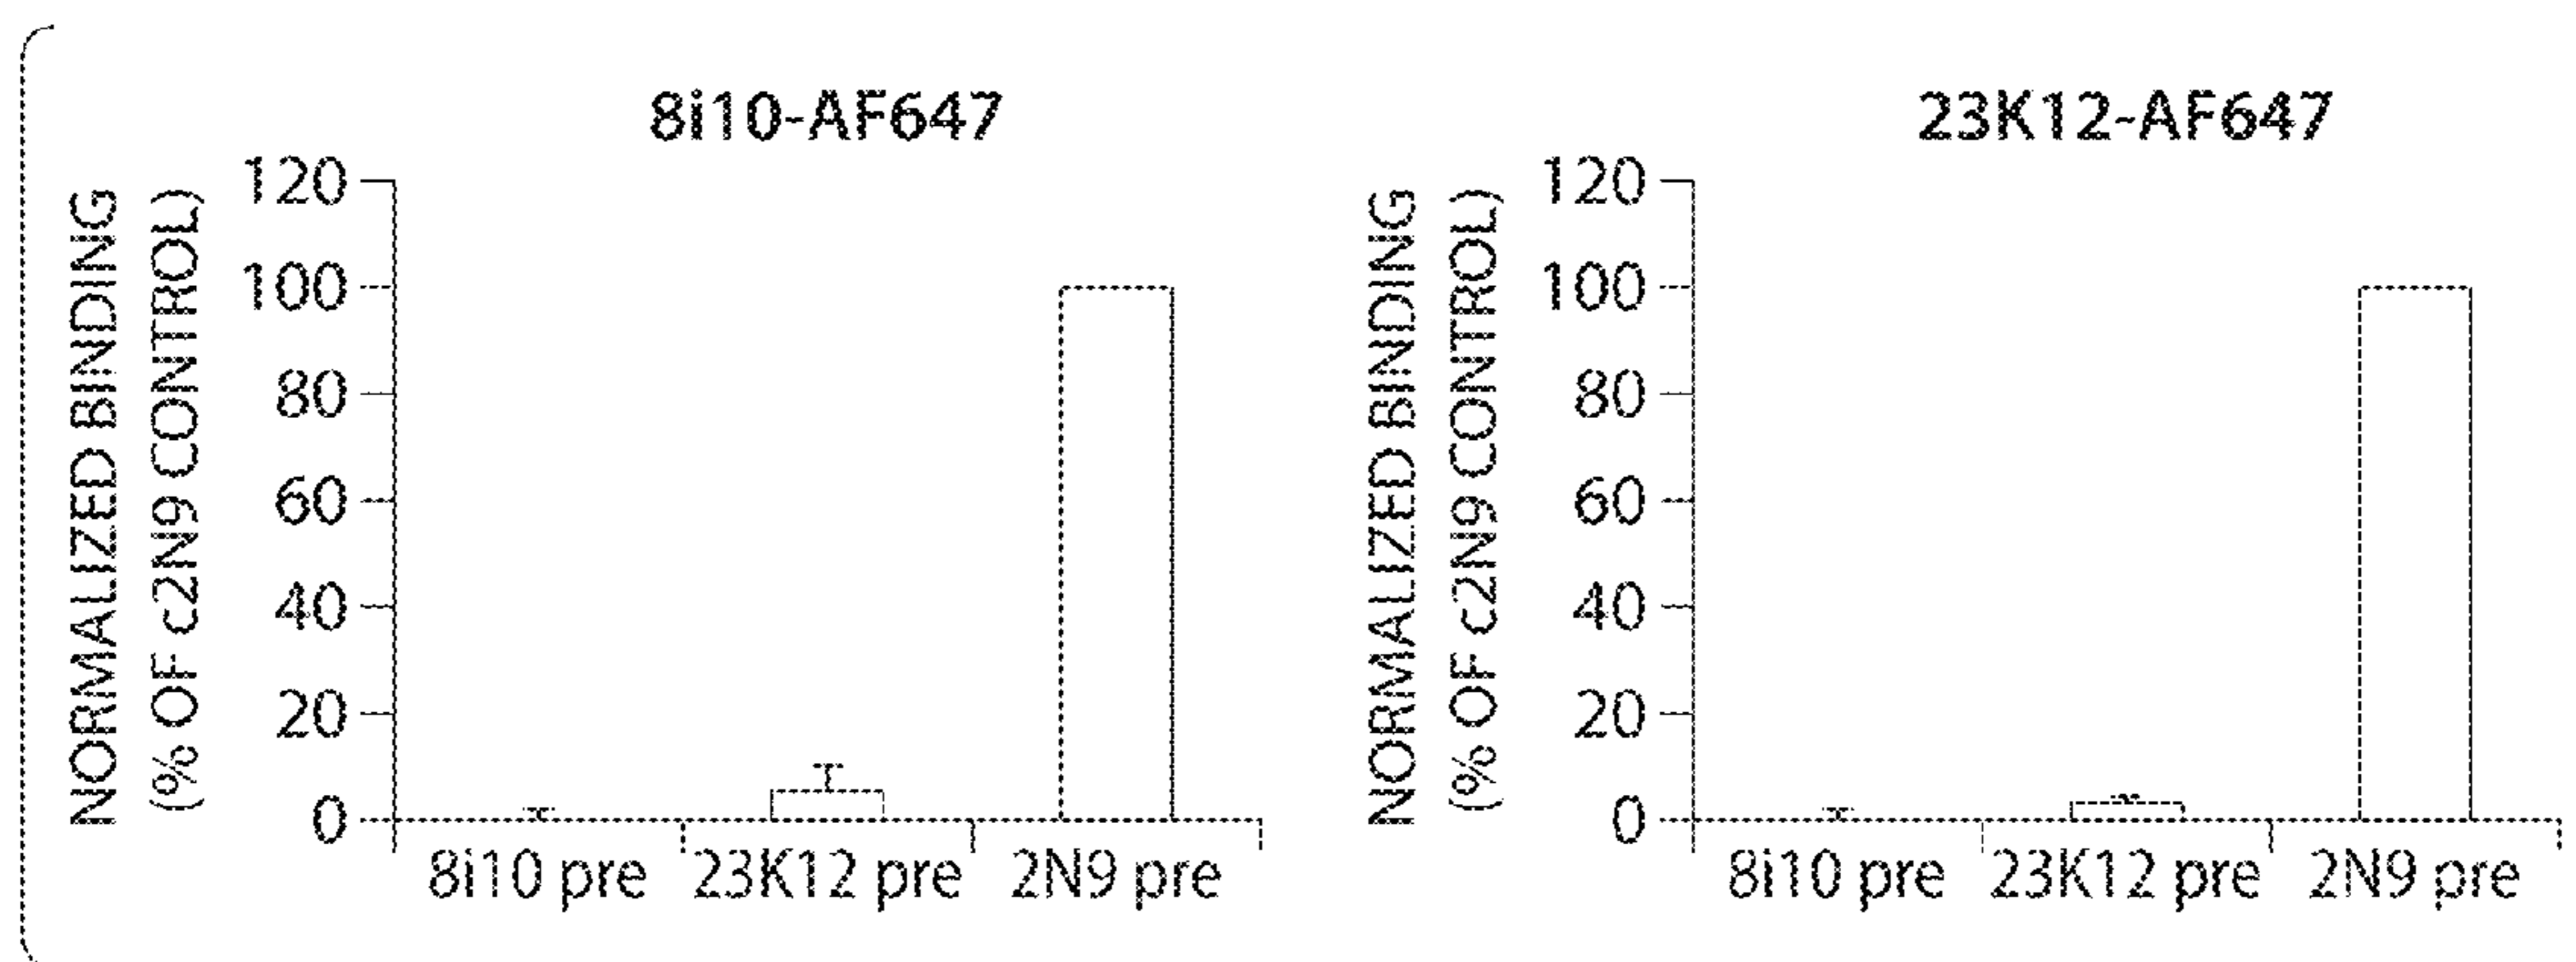 8i10-AF647
NORMALIZED BINDING
(% OF c2N9 CONTROL)
120
100
80
60
40
20
0
8i10 pre 23K12 pre 2N9 pre
23K12-AF647
NORMALIZED BINDING
(% OF c2N9 CONTROL)
120
100
80
60
40
20
0
8i10 pre 23K12 pre 2N9 pre